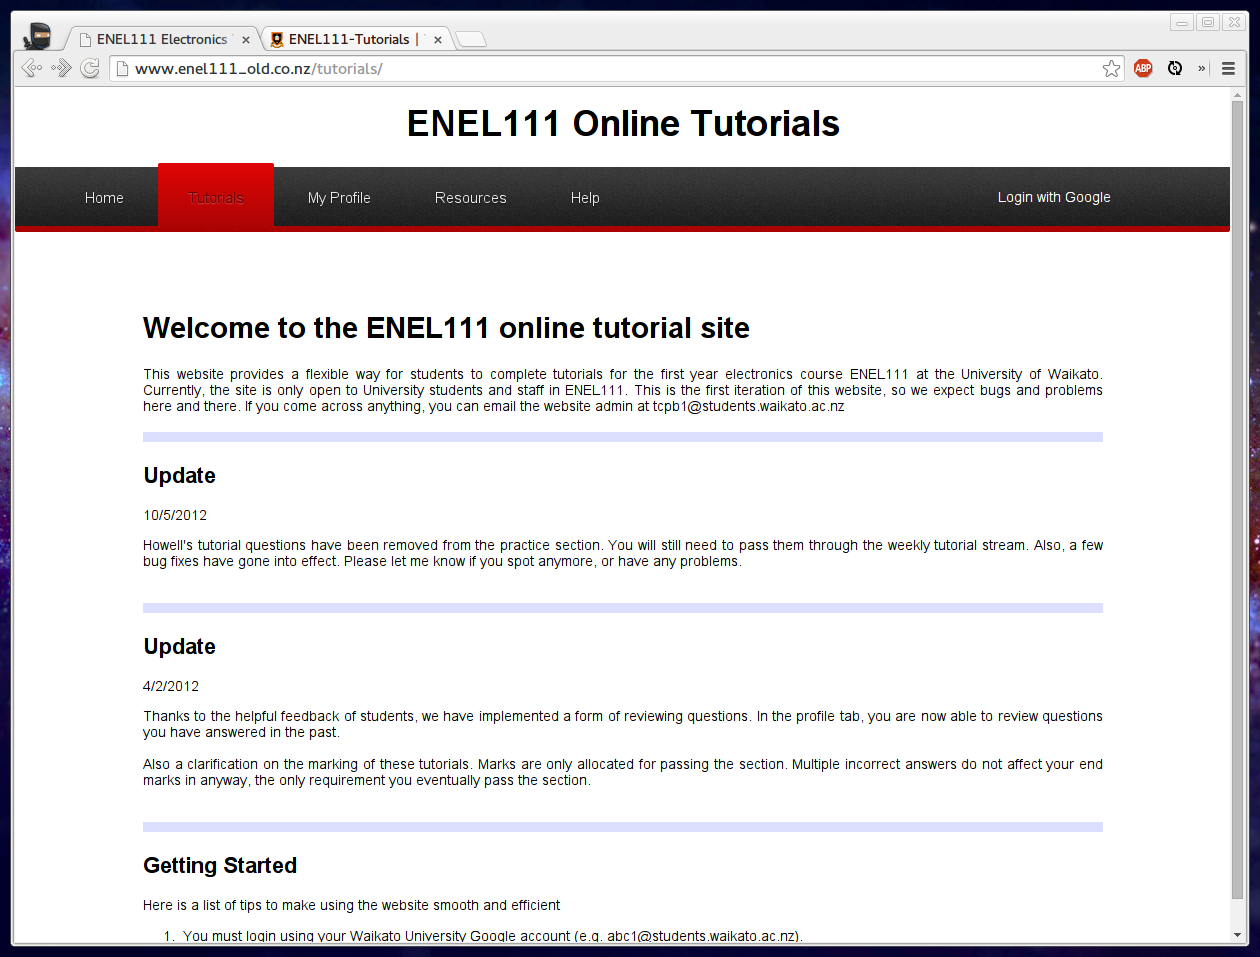 ENEL111 Electronics
ENEL111-Tutorials |
www.enel111_old.co.nz/tutorials/
ABP
»
ENEL111 Online Tutorials
Home
Tutorials
My Profile
Resources
Help
Login with Google
Welcome to the ENEL111 online tutorial site
This website provides a flexible way for students to complete tutorials for the first year electronics course ENEL111 at the University of Waikato.
Currently, the site is only open to University students and staff in ENEL111. This is the first iteration of this website, so we expect bugs and problems
here and there. If you come across anything, you can email the website admin at tcpb1@students.waikato.ac.nz
Update
10/5/2012
Howell's tutorial questions have been removed from the practice section. You will still need to pass them through the weekly tutorial stream. Also, a few
bug fixes have gone into effect. Please let me know if you spot anymore, or have any problems.
Update
4/2/2012
Thanks to the helpful feedback of students, we have implemented a form of reviewing questions. In the profile tab, you are now able to review questions
you have answered in the past.
Also a clarification on the marking of these tutorials. Marks are only allocated for passing the section. Multiple incorrect answers do not affect your end
marks in anyway, the only requirement you eventually pass the section.
Getting Started
Here is a list of tips to make using the website smooth and efficient
1. You must login using your Waikato University Google account (e.g. abc1@students.waikato.ac.nz).